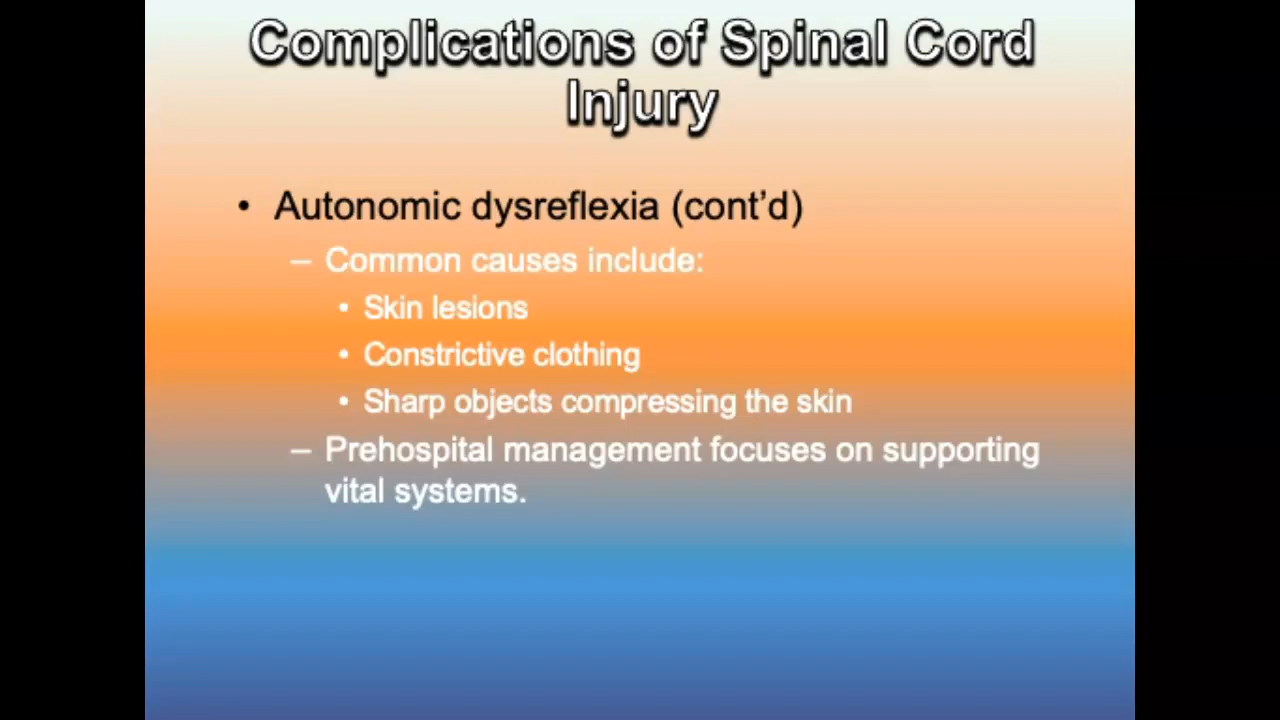 Complications of Spinal Cord
Injury
• Autonomic dysreflexia (cont’d)
– Common causes include:
• Skin lesions
• Constrictive clothing
• Sharp objects compressing the skin
– Prehospital management focuses on supporting
vital systems.